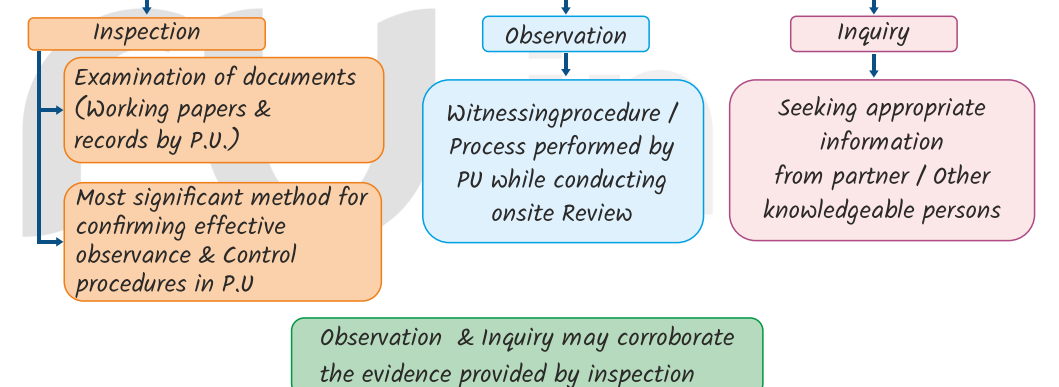 Inspection
Examination of documents
(Working papers &
records by P.U.)
Most significant method for
confirming effective
observance & Control
procedures in P.U
Observation
Witnessingprocedure /
Process performed by
PU while conducting
onsite Review
Inquiry
Seeking appropriate
information
from partner / Other
knowledgeable persons
Observation & Inquiry may corroborate
the evidence provided by inspection